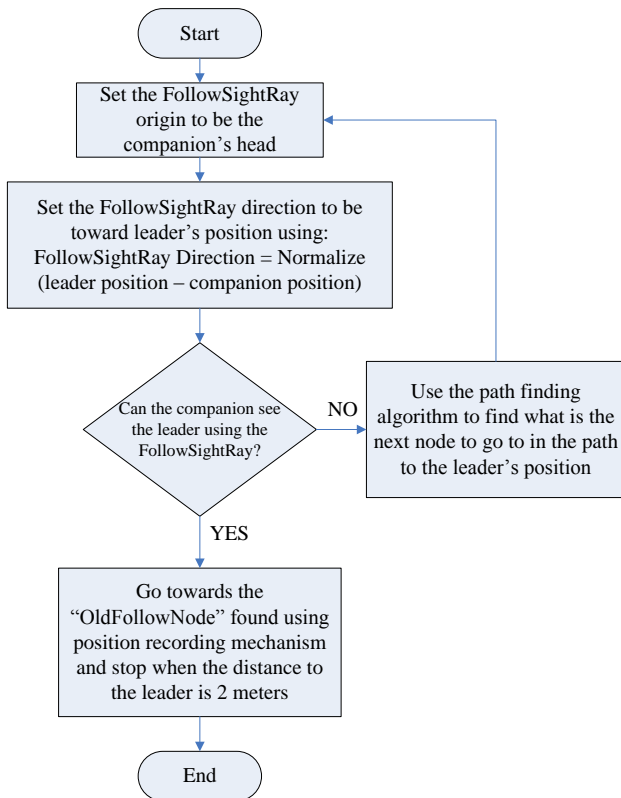 Start
Set the FollowSightRay
origin to be the
companion’s head
Set the FollowSightRay direction to be
toward leader’s position using:
FollowSightRay Direction = Normalize
(leader position – companion position)
Can the companion see
the leader using the
FollowSightRay?
NO
Use the path finding
algorithm to find what is the
next node to go to in the path
to the leader’s position
YES
Go towards the
“OldFollowNode” found using
position recording mechanism
and stop when the distance to
the leader is 2 meters
End